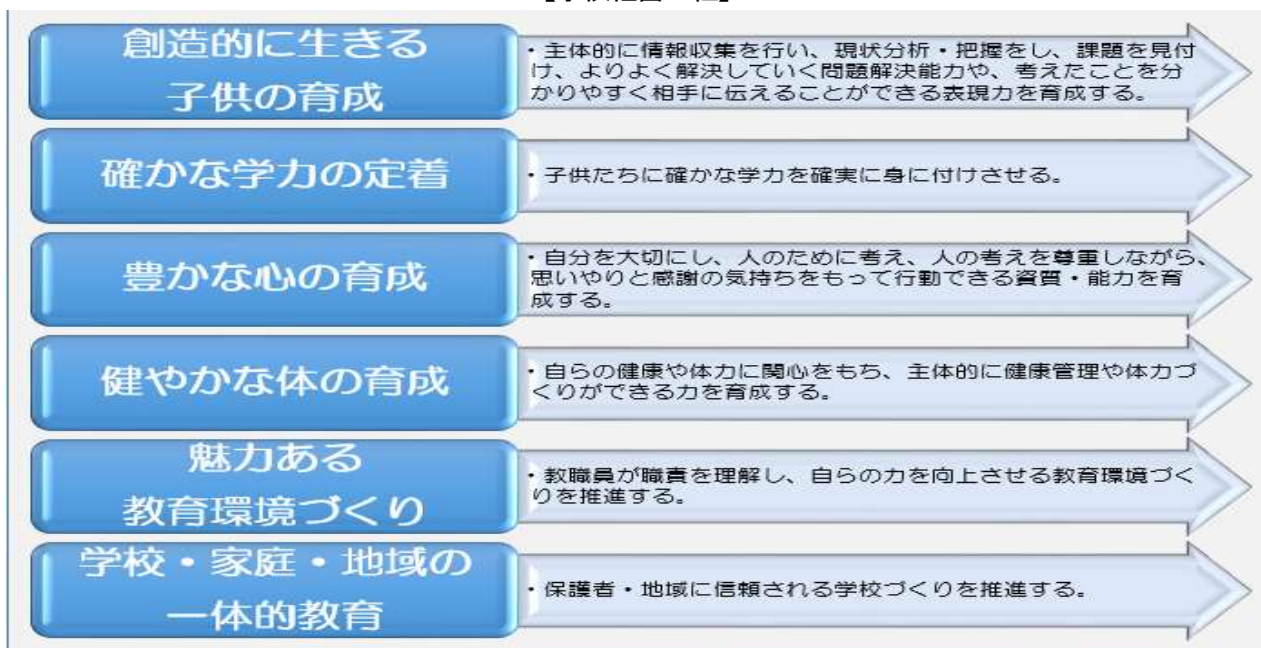 創造的に生きる
子供の育成
・主体的に情報収集を行い、現状分析・把握をし、課題を見付
け、よりよく解決していく問題解決能力や、考えたことを分
かりやすく相手に伝えることができる表現力を育成する。
確かな学力の定着
・子供たちに確かな学力を確実に身に付けさせる。
豊かな心の育成
・自分を大切にし、人のために考え、人の考えを尊重しながら、
思いやりと感謝の気持ちをもって行動できる資質・能力を育
成する。
健やかな体の育成
・自らの健康や体力に関心をもち、主体的に健康管理や体力づ
くりができる力を育成する。
魅力ある
教育環境づくり
・教職員が職責を理解し、自らの力を向上させる教育環境づく
りを推進する。
学校・家庭・地域の
一体的教育
・保護者・地域に信頼される学校づくりを推進する。